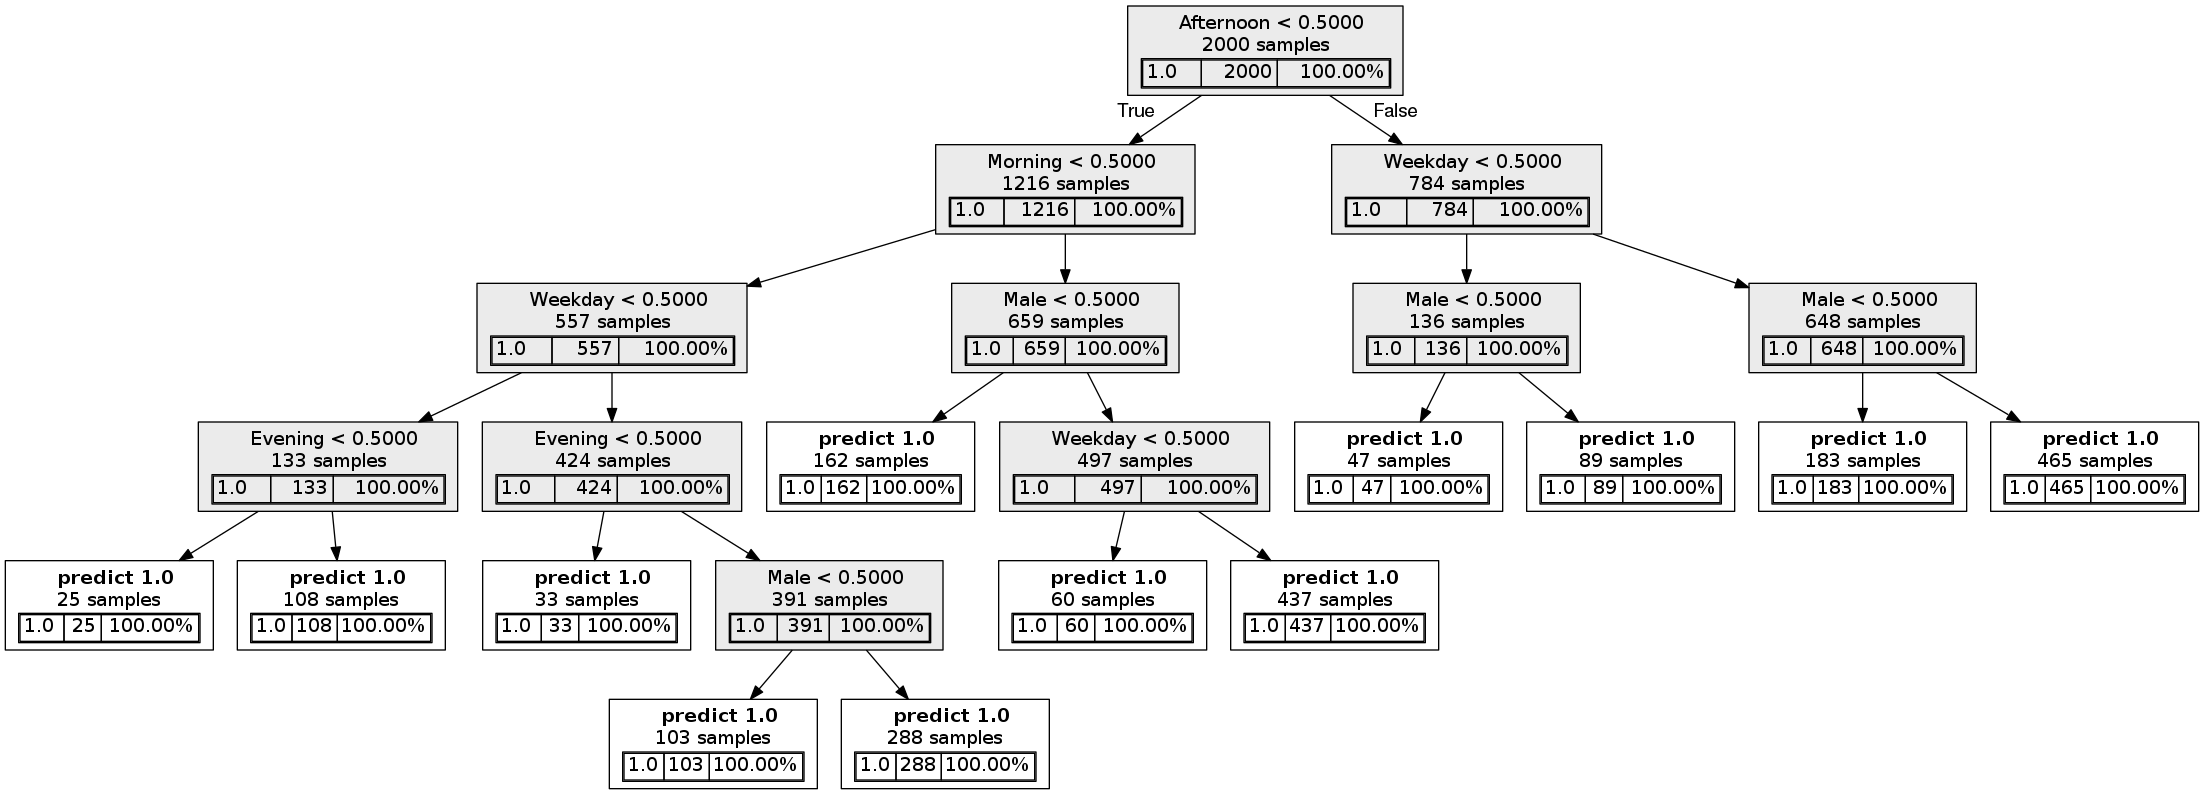 Afternoon < 0.5000
2000 samples
1.0 2000 100.00%
True False
Morning < 0.5000
1216 samples
1.0 1216 100.00%
Weekday < 0.5000
784 samples
1.0 784 100.00%
Weekday < 0.5000
557 samples
1.0 557 100.00%
Male < 0.5000
659 samples
1.0 659 100.00%
Male < 0.5000
136 samples
1.0 136 100.00%
Male < 0.5000
648 samples
1.0 648 100.00%
Evening < 0.5000
133 samples
1.0 133 100.00%
Evening < 0.5000
424 samples
1.0 424 100.00%
predict 1.0
162 samples
1.0 162 100.00%
Weekday < 0.5000
497 samples
1.0 497 100.00%
predict 1.0
47 samples
1.0 47 100.00%
predict 1.0
89 samples
1.0 89 100.00%
predict 1.0
183 samples
1.0 183 100.00%
predict 1.0
465 samples
1.0 465 100.00%
predict 1.0
25 samples
1.0 25 100.00%
predict 1.0
108 samples
1.0 108 100.00%
predict 1.0
33 samples
1.0 33 100.00%
Male < 0.5000
391 samples
1.0 391 100.00%
predict 1.0
60 samples
1.0 60 100.00%
predict 1.0
437 samples
1.0 437 100.00%
predict 1.0
103 samples
1.0 103 100.00%
predict 1.0
288 samples
1.0 288 100.00%